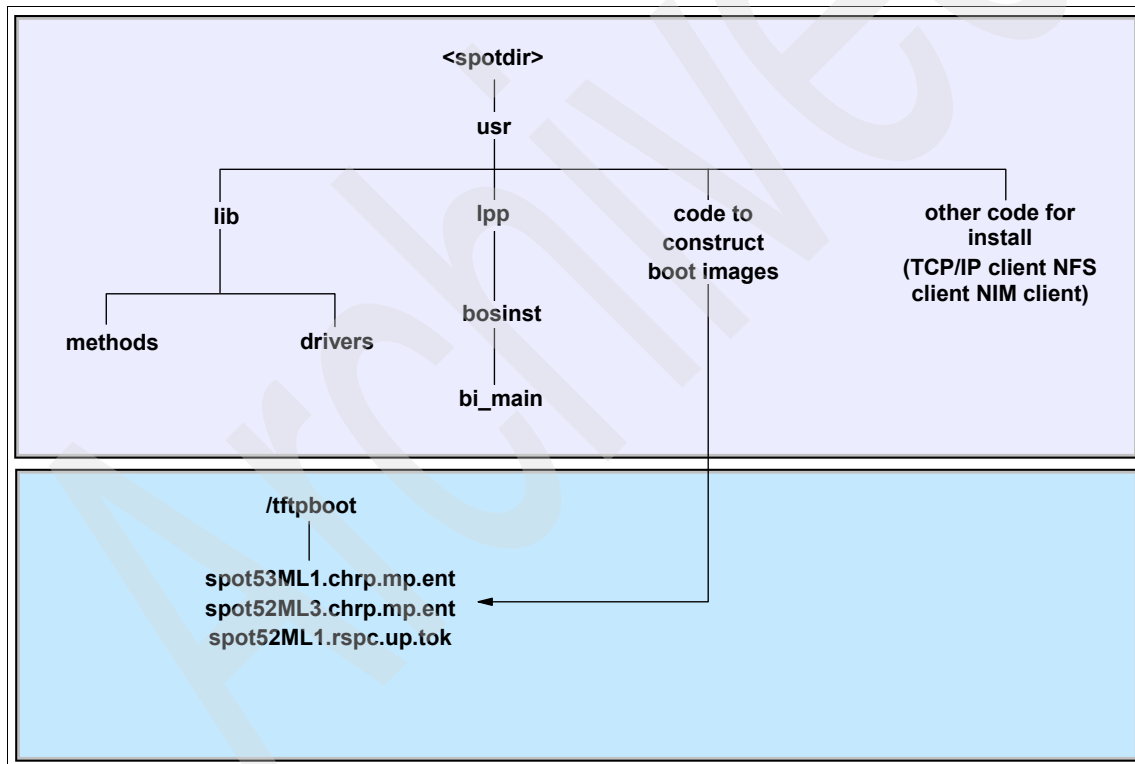 <spotdir>
usr
lib
lpp
code to
construct
boot images
other code for
install
(TCP/IP client NFS
client NIM client)
methods
drivers
bosinst
bi_main
/tftpboot
spot53ML1.chrp.mp.ent
spot52ML3.chrp.mp.ent
spot52ML1.rspc.up.tok
Archive